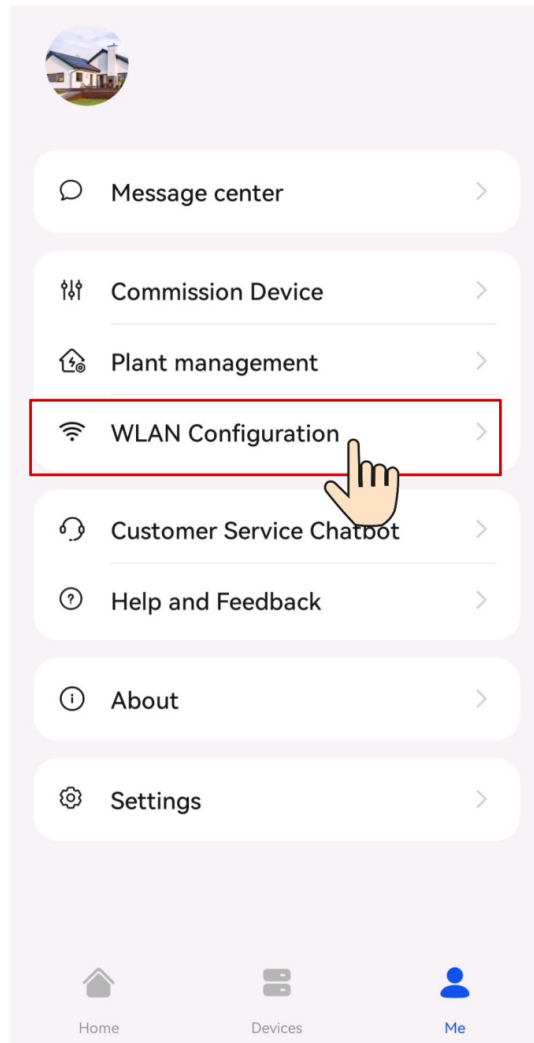 Message center
Commission Device
Plant management
WLAN Configuration
Customer Service Chatbot
Help and Feedback
About
Settings
Home Devices Me